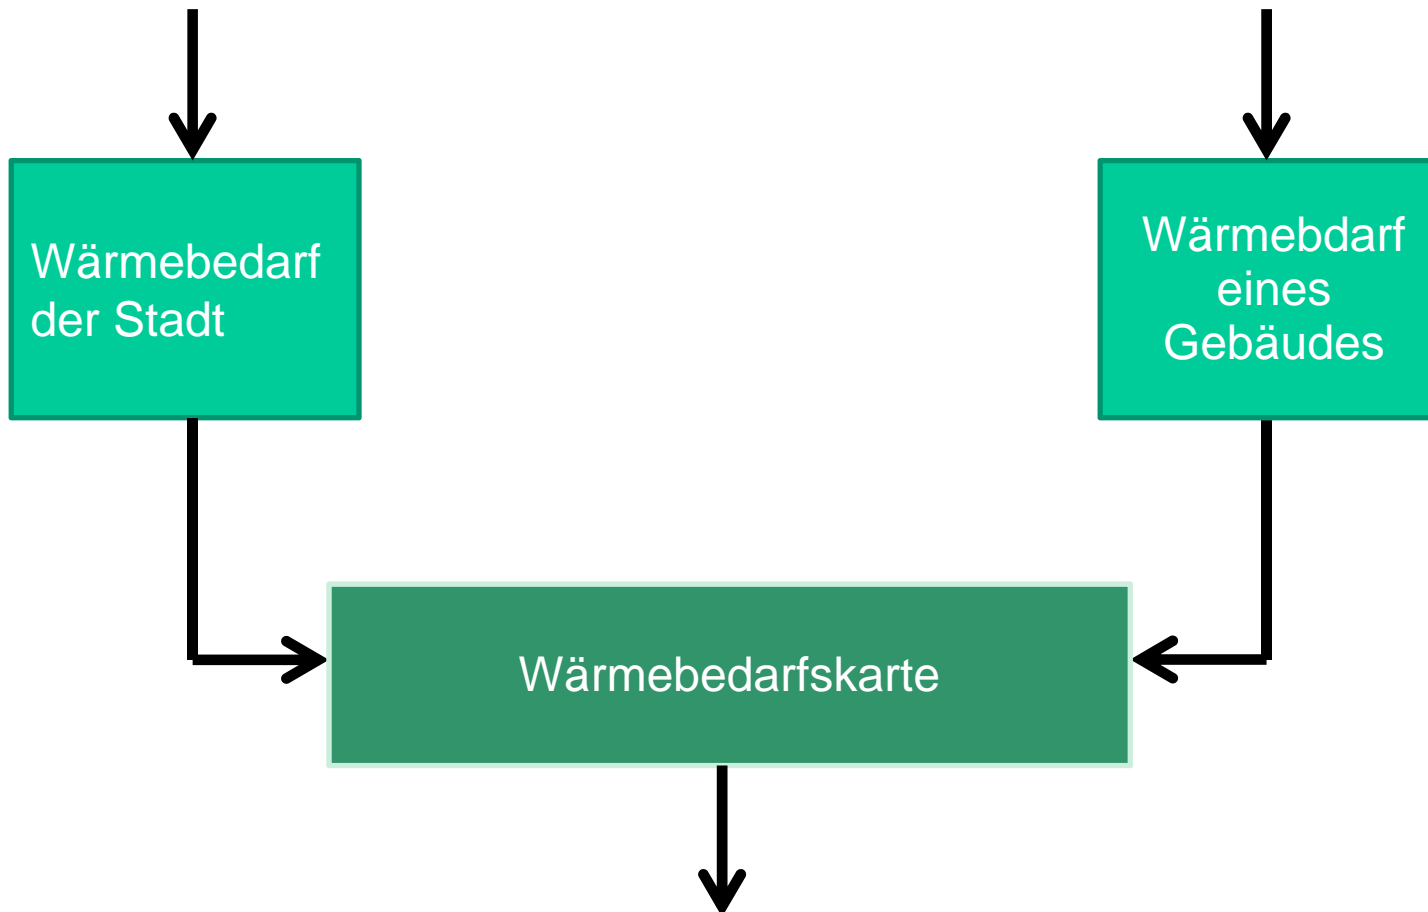 Wärmebedarf
der Stadt
Wärmebdarf
eines
Gebäudes
Wärmebedarfskarte